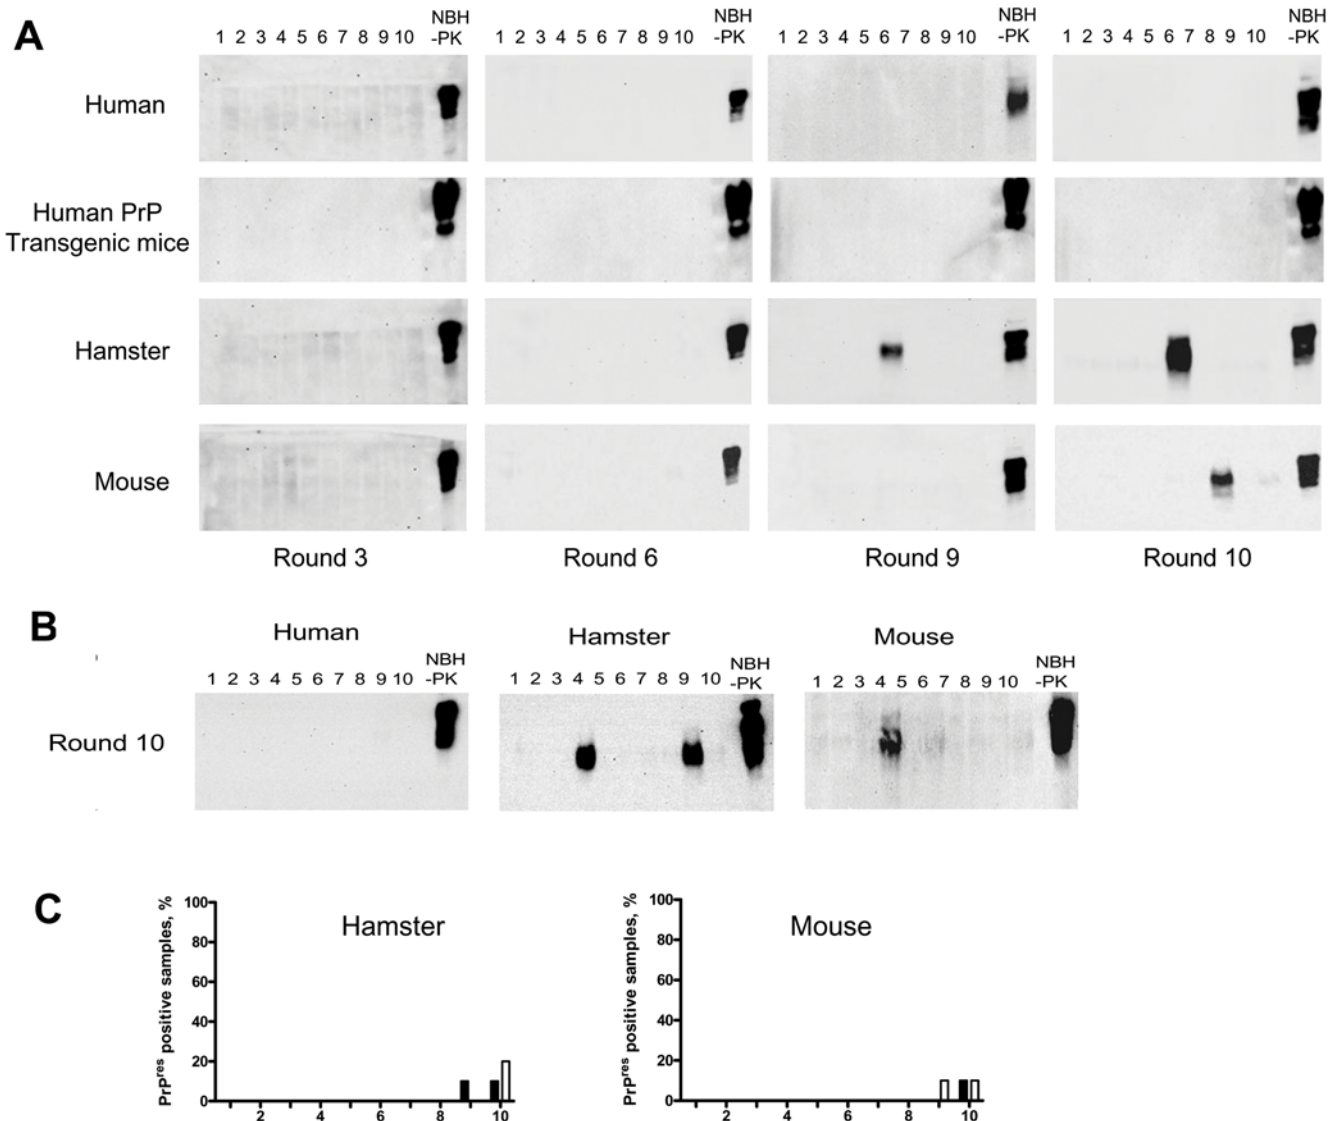 A
1 2 3 4 5 6 7 8 9 10 NBH -PK
1 2 3 4 5 6 7 8 9 10 NBH -PK
1 2 3 4 5 6 7 8 9 10 NBH -PK
1 2 3 4 5 6 7 8 9 10 NBH -PK
Human
Human PrP
Transgenic mice
Hamster
Mouse
Round 3 Round 6 Round 9 Round 10
B
Human Hamster Mouse
1 2 3 4 5 6 7 8 9 10 NBH -PK
1 2 3 4 5 6 7 8 9 10 NBH -PK
1 2 3 4 5 6 7 8 9 10 NBH -PK
Round 10
C
PrPres positive samples, %
100
80
60
40
20
0
Hamster
2 4 6 8 10
PrPres positive samples, %
100
80
60
40
20
0
Mouse
2 4 6 8 10